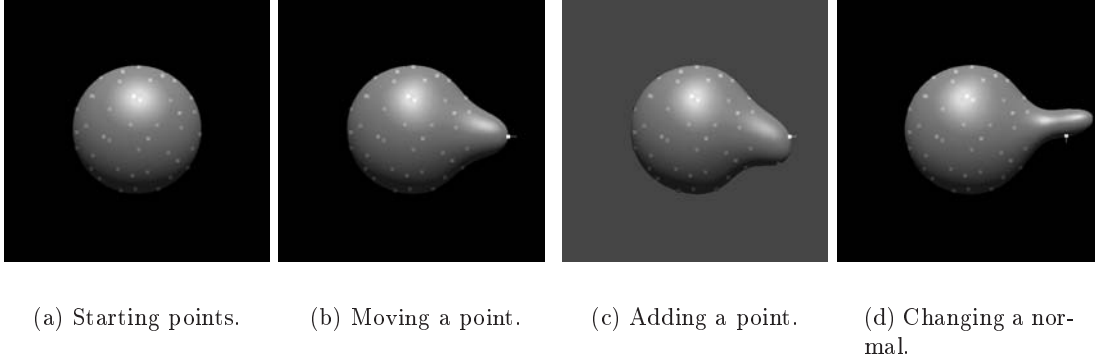 (a) Starting points.
(b) Moving a point.
(c) Adding a point.
(d) Changing a nor-
mal.